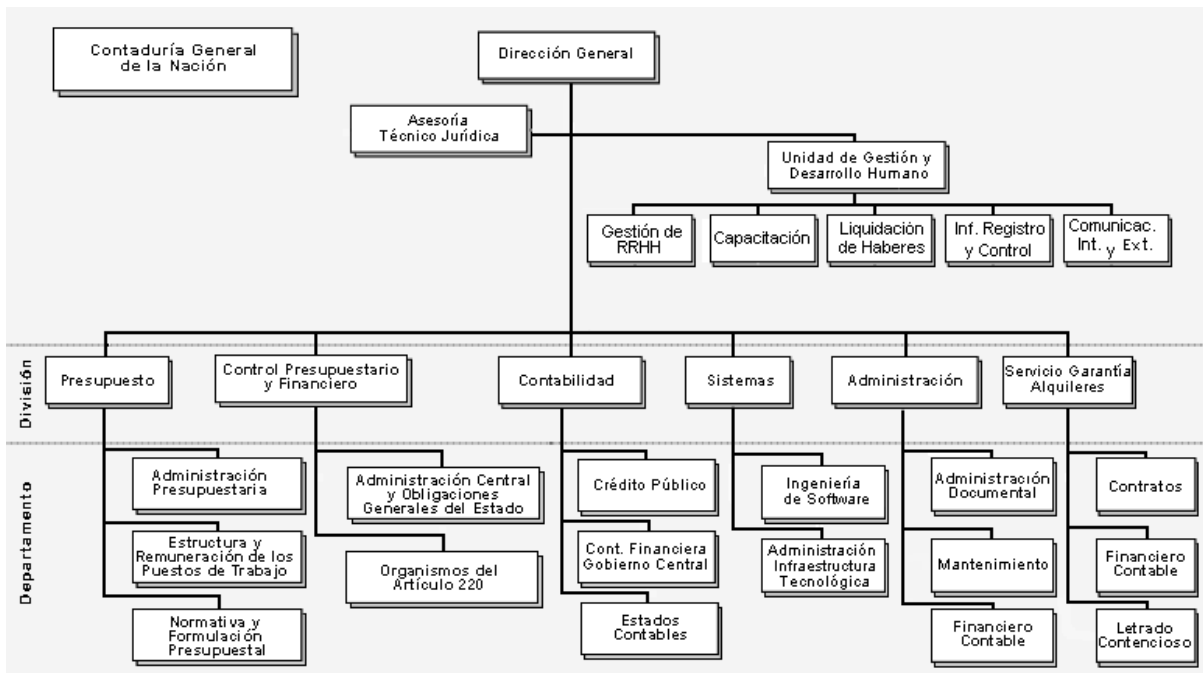 Contaduría General
de la Nación
Dirección General
Asesoría
Técnico Jurídica
Unidad de Gestión y
Desarrollo Humano
Gestión de
RRHH
Capacitación
Liquidación
de Haberes
Inf. Registro
y Control
Comunicac.
Int. y Ext.
División
Presupuesto
Control Presupuestario
y Financiero
Contabilidad
Sistemas
Administración
Servicio Garantía
Alquileres
Departamento
Administración
Presupuestaria
Estructura y
Remuneración de los
Puestos de Trabajo
Normativa y
Formulación
Presupuestal
Administración Central
y Obligaciones
Generales del Estado
Organismos del
Artículo 220
Crédito Público
Cont. Financiera
Gobierno Central
Estados
Contables
Ingeniería
de Software
Administración
Infraestructura
Tecnológica
Administración
Documental
Mantenimiento
Financiero
Contable
Contratos
Financiero
Contable
Letrado
Contencioso